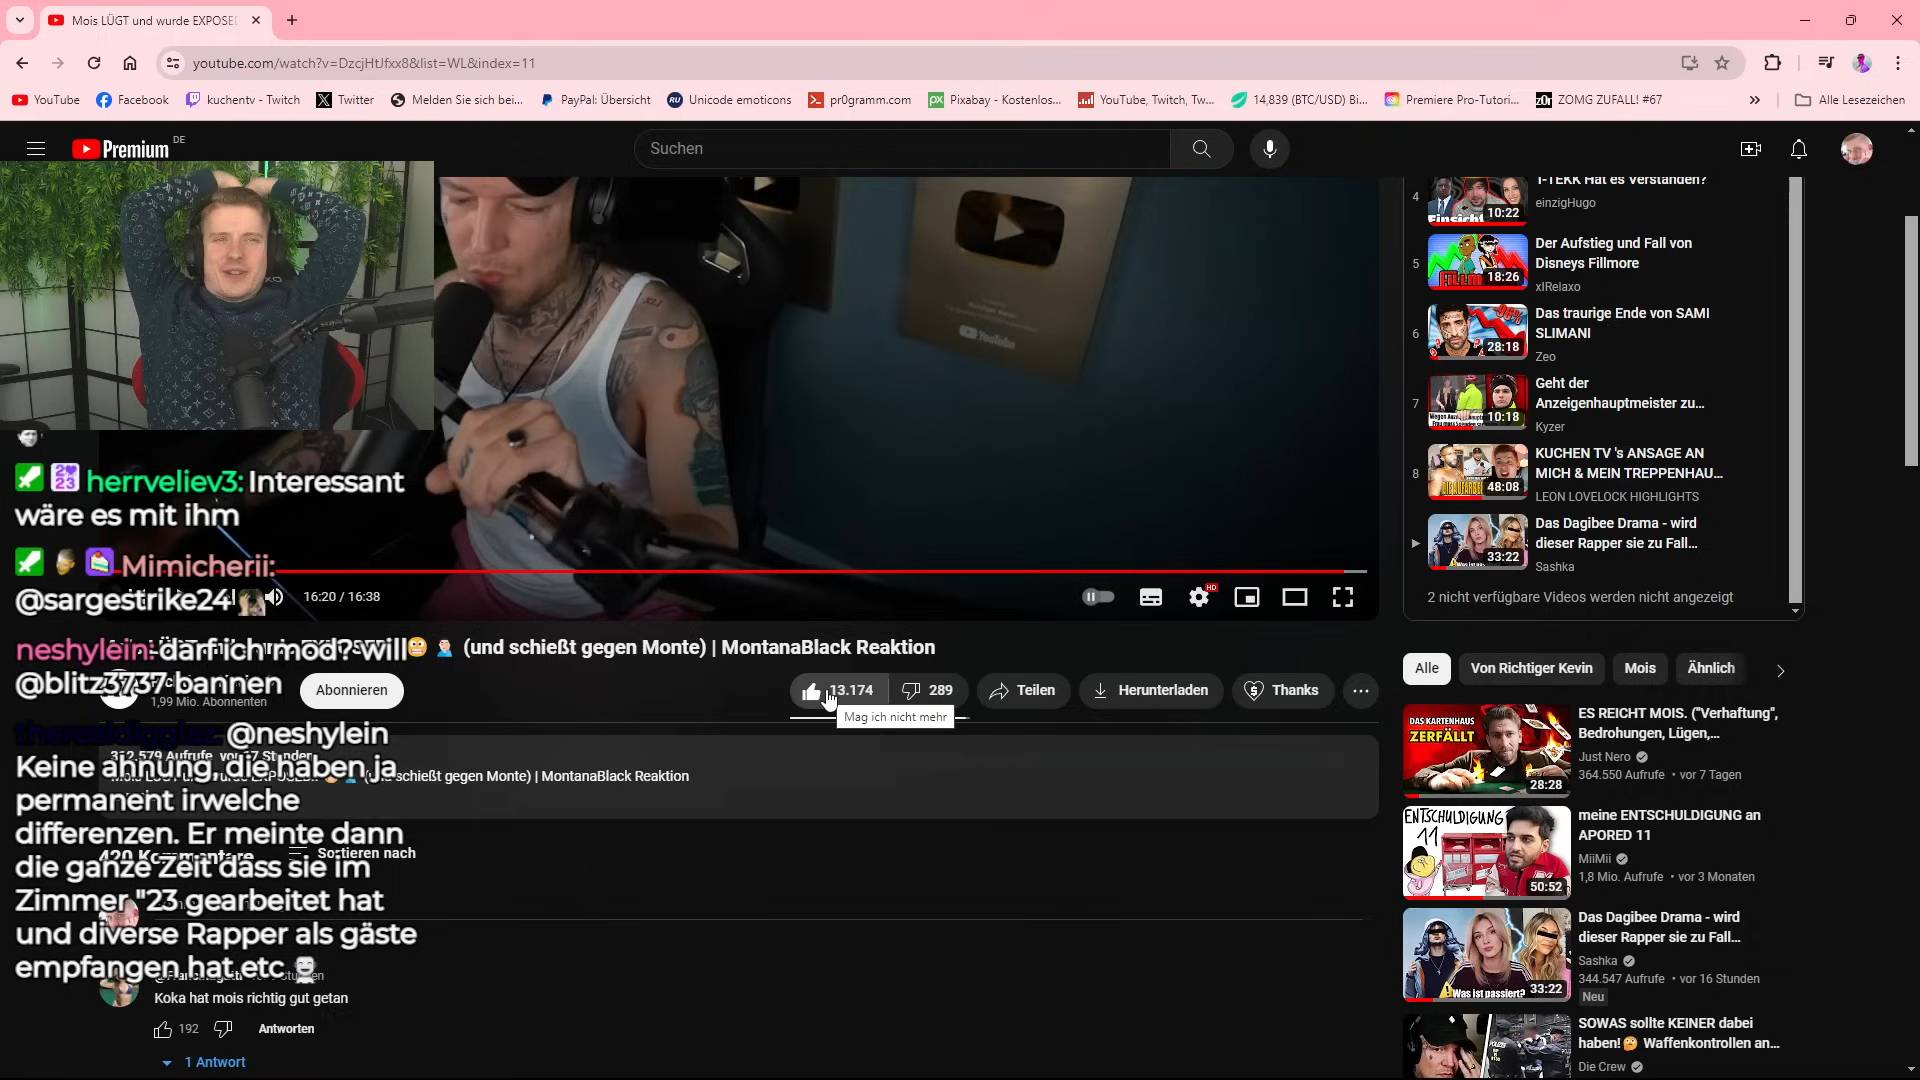 Mois LÜGT und wurde EXPOSE
youtube.com/watch?v=DzcjHtJfxx8&list=WL&index=11
YouTube
Facebook
kuchentv - Twitch
Twitter
Melden Sie sich bei...
PayPal: Übersicht
Unicode emoticons
pr0gramm.com
Pixabay - Kostenlos...
YouTube, Twitch, Tw...
14,839 (BTC/USD) Bi...
Premiere Pro-Tutori...
ZOMG ZUFALL! #67
Alle Lesezeichen
Premium DE
Suchen
YouTube
herrveliev3: Interessant
wäre es mit ihm
Mimicherii:
@sargestrike24
16:20 / 16:38
HD
neshylein: darf ich mod? will
@blitz3737 bannen
@neshylein
Keine ahnung, die haben ja
permanent irwelche
differenzen. Er meinte dann
die ganze Zeit dass sie im
Zimmer "23 gearbeitet hat
und diverse Rapper als gäste
empfangen hat etc
(und schießt gegen Monte) | MontanaBlack Reaktion
1,99 Mio. Abonnenten
Abonnieren
13.174
289
Teilen
Herunterladen
Thanks
Mag ich nicht mehr
312.579 Aufrufe vor 17 Stunden
schießt gegen Monte) | MontanaBlack Reaktion
420 Kommentare
Sortieren nach
Koka hat mois richtig gut getan
192
Antworten
1 Antwort
4
T-TEKK Hat es Verstanden?
einzigHugo
10:22
5
Der Aufstieg und Fall von
Disneys Fillmore
xIRelaxo
18:26
6
Das traurige Ende von SAMI
SLIMANI
Zeo
-96%
28:18
7
Geht der
Anzeigenhauptmeister zu...
Kyzer
10:18
8
KUCHEN TV 's ANSAGE AN
MICH & MEIN TREPPENHAU...
LEON LOVELOCK HIGHLIGHTS
48:08
Das Dagibee Drama - wird
dieser Rapper sie zu Fall...
Sashka
33:22
2 nicht verfügbare Videos werden nicht angezeigt
Alle
Von Richtiger Kevin
Mois
Ähnlich
DAS KARTENHAUS
ZERFÄLLT
28:28
ES REICHT MOIS. ("Verhaftung",
Bedrohungen, Lügen,...
Just Nero
364.550 Aufrufe • vor 7 Tagen
ENTSCHULDIGUNG
11
50:52
meine ENTSCHULDIGUNG an
APORED 11
MiiMii
1,8 Mio. Aufrufe • vor 3 Monaten
Was ist passiert?
33:22
Das Dagibee Drama - wird
dieser Rapper sie zu Fall...
Sashka
344.547 Aufrufe • vor 16 Stunden
Neu
SOWAS sollte KEINER dabei
haben! Waffenkontrollen an...
Die Crew